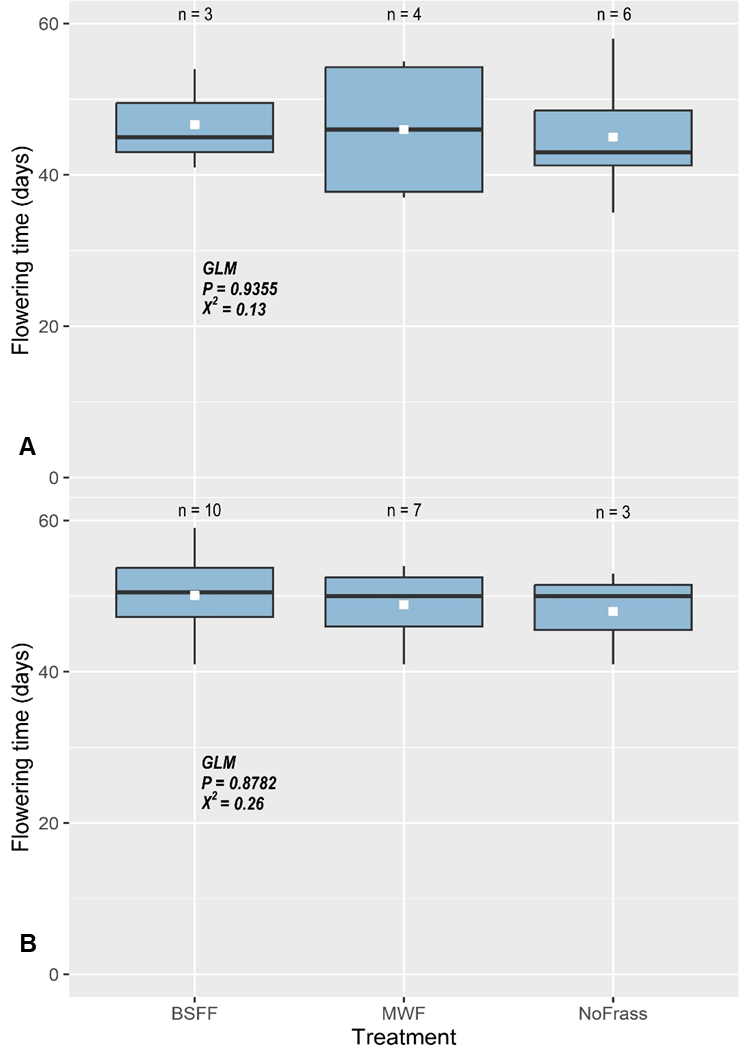 n = 3
n = 4
n = 6
60
40
20
0
Flowering time (days)
GLM
P = 0.9355
X² = 0.13
A
n = 10
n = 7
n = 3
60
40
20
0
Flowering time (days)
GLM
P = 0.8782
X² = 0.26
B
BSFF
MWF
NoFrass
Treatment